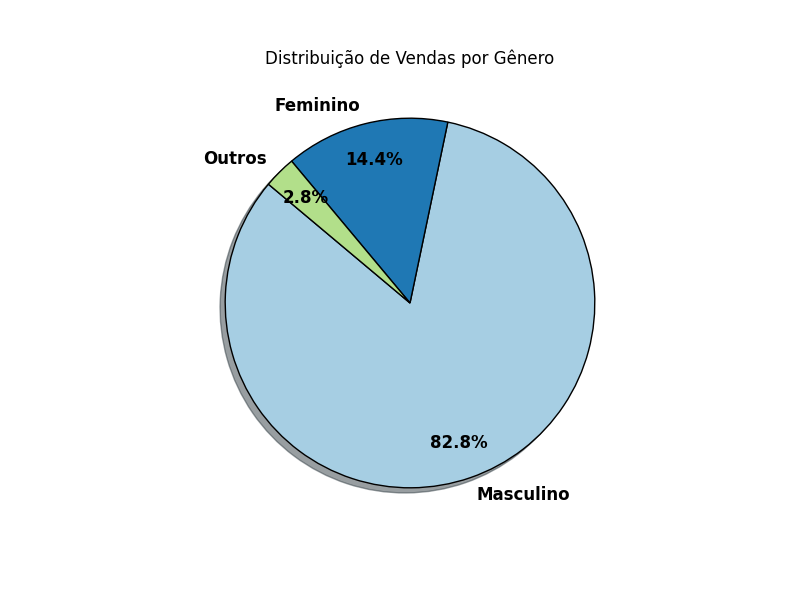 Distribuição de Vendas por Gênero
Feminino
Outros
14.4%
2.8%
82.8%
Masculino